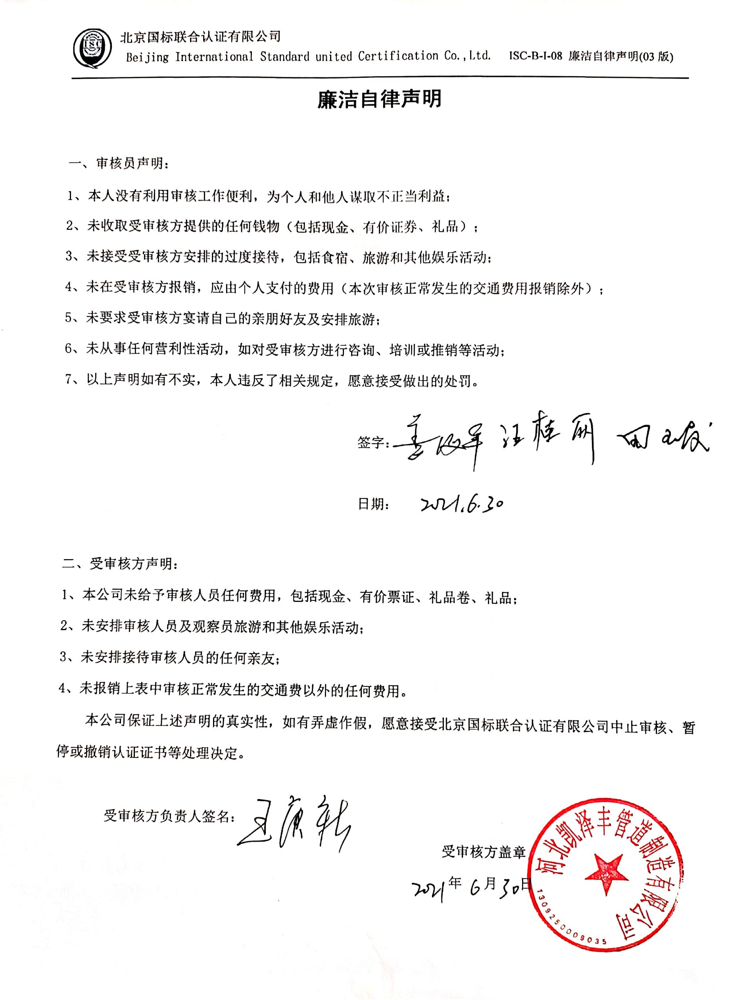 北京国标联合认证有限公司
Beijing International Standard united Certification Co.,Ltd. ISC-B-I-08 廉洁自律声明(03 版)
ISC
廉洁自律声明
一、审核员声明：
1、本人没有利用审核工作便利，为个人和他人谋取不正当利益；
2、未收取受审核方提供的任何钱物（包括现金、有价证券、礼品）；
3、未接受受审核方安排的过度接待，包括食宿、旅游和其他娱乐活动；
4、未在受审核方报销，应由个人支付的费用（本次审核正常发生的交通费用报销除外）；
5、未要求受审核方宴请自己的亲朋好友及安排旅游；
6、未从事任何营利性活动，如对受审核方进行咨询、培训或推销等活动；
7、以上声明如有不实，本人违反了相关规定，愿意接受做出的处罚。
签字： 汪桂丽
日期： 2021.6.30
二、受审核方声明：
1、本公司未给予审核人员任何费用，包括现金、有价票证、礼品卷、礼品；
2、未安排审核人员及观察员旅游和其他娱乐活动；
3、未安排接待审核人员的任何亲友；
4、未报销上表中审核正常发生的交通费以外的任何费用。
本公司保证上述声明的真实性，如有弄虚作假，愿意接受北京国标联合认证有限公司中止审核、暂
停或撤销认证证书等处理决定。
受审核方负责人签名：
受审核方盖章
2021年6月30日
河北凯泽丰管道制造有限公司
1309250009035